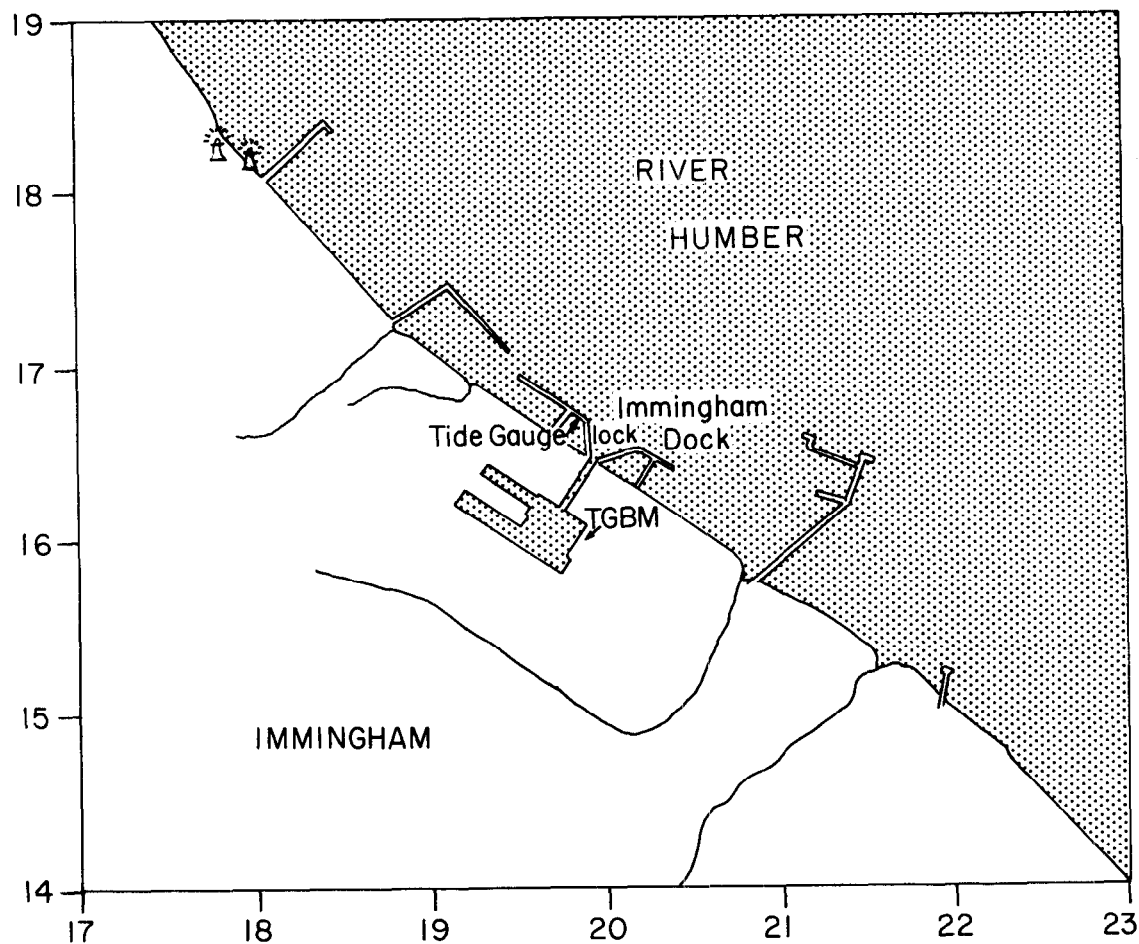 19
18
17
16
15
14
RIVER
HUMBER
Immingham
Tide Gauge lock Dock
TGBM
IMMINGHAM
17 18 19 20 21 22 23